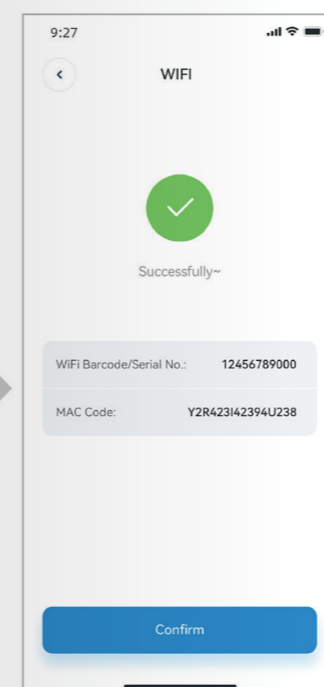 9:27
WIFI
Successfully~
WiFi Barcode/Serial No.: 12456789000
MAC Code: Y2R423I42394U238
Confirm